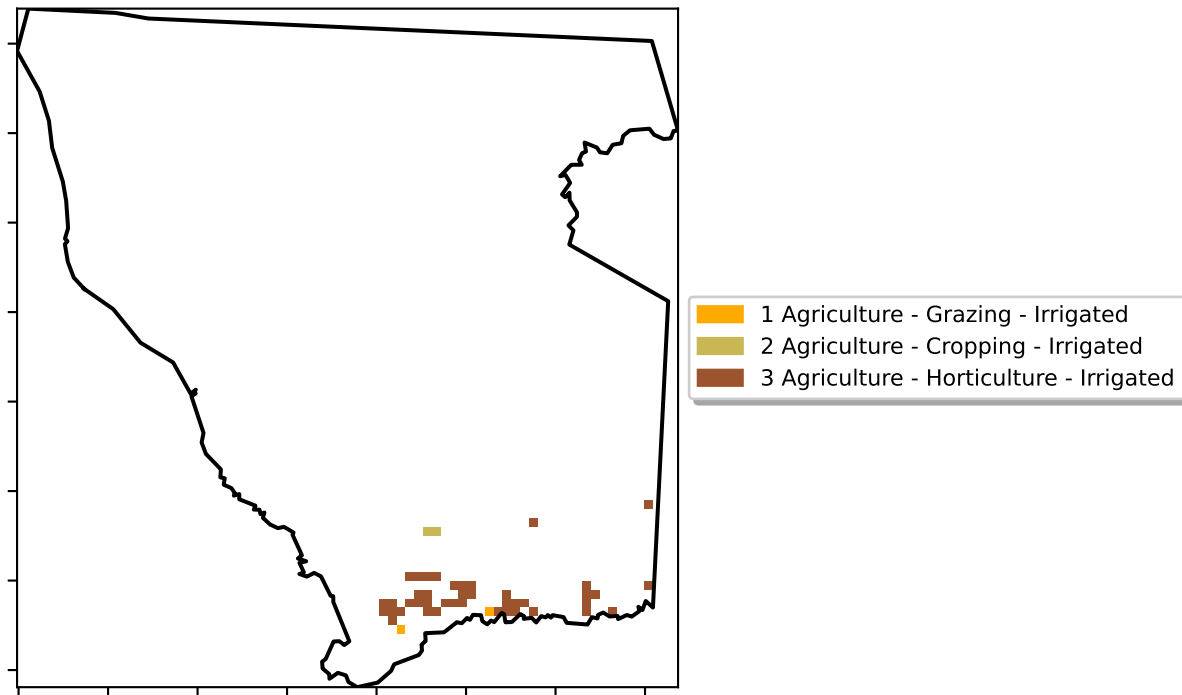 1 Agriculture - Grazing - Irrigated
2 Agriculture - Cropping - Irrigated
3 Agriculture - Horticulture - Irrigated